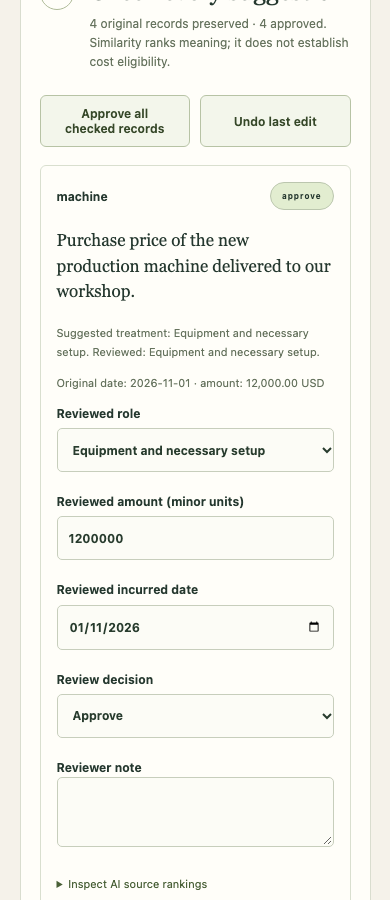 4 original records preserved · 4 approved.
Similarity ranks meaning; it does not establish
cost eligibility.
Approve all
checked records
Undo last edit
machine
approve
Purchase price of the new
production machine delivered to our
workshop.
Suggested treatment: Equipment and necessary
setup. Reviewed: Equipment and necessary setup.
Original date: 2026-11-01 · amount: 12,000.00 USD
Reviewed role
Equipment and necessary setup
Reviewed amount (minor units)
1200000
Reviewed incurred date
01/11/2026
Review decision
Approve
Reviewer note
Inspect AI source rankings